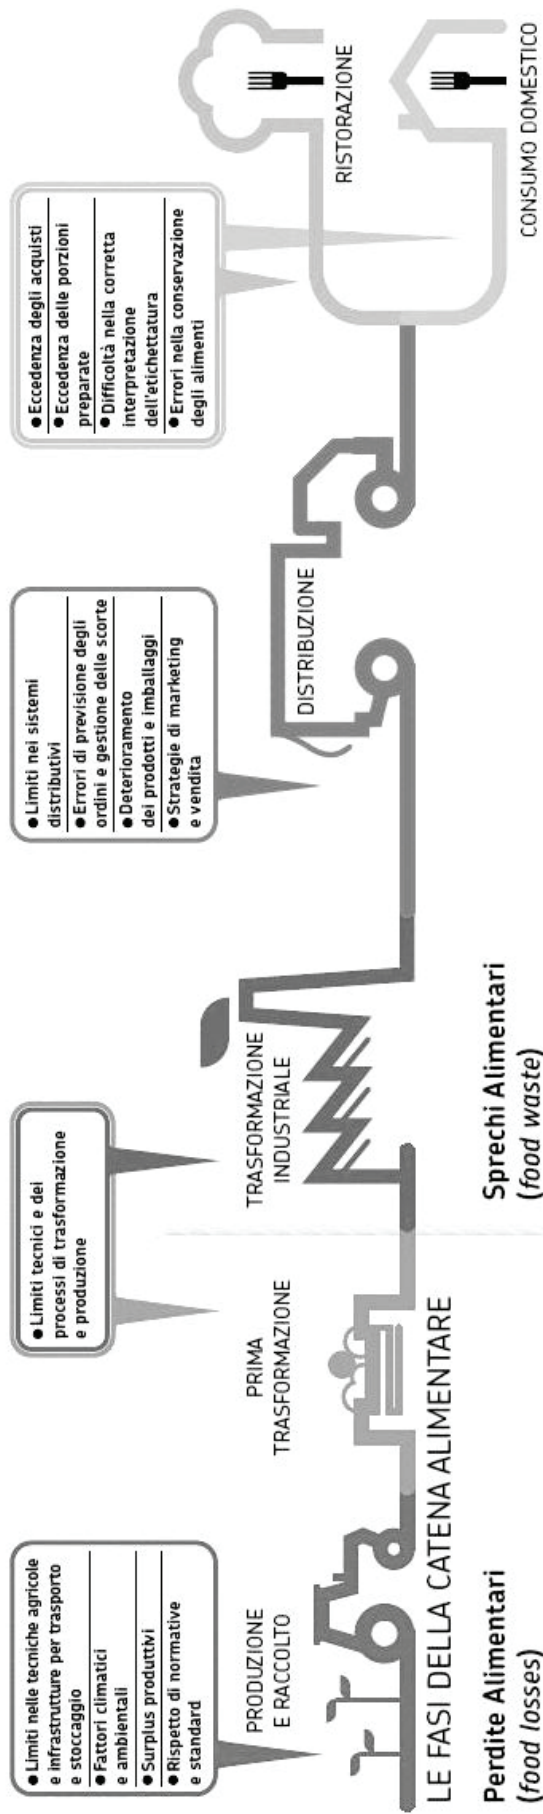 ● Limiti nelle tecniche agricole
e infrastrutture per trasporto
e stoccaggio
● Fattori climatici
e ambientali
● Surplus produttivi
● Rispetto di normative
e standard
● Limiti tecnici e dei
processi di trasformazione
e produzione
● Limiti nei sistemi
distributivi
● Errori di previsione degli
ordini e gestione delle scorte
● Deterioramento
dei prodotti e imballaggi
● Strategie di marketing
e vendita
● Eccedenza degli acquisti
● Eccedenza delle porzioni
preparate
● Difficoltà nella corretta
interpretazione
dell'etichettatura
● Errori nella conservazione
degli alimenti
PRODUZIONE
E RACCOLTO
PRIMA
TRASFORMAZIONE
TRASFORMAZIONE
INDUSTRIALE
DISTRIBUZIONE
RISTORAZIONE
CONSUMO DOMESTICO
LE FASI DELLA CATENA ALIMENTARE
Perdite Alimentari
(food losses)
Sprechi Alimentari
(food waste)